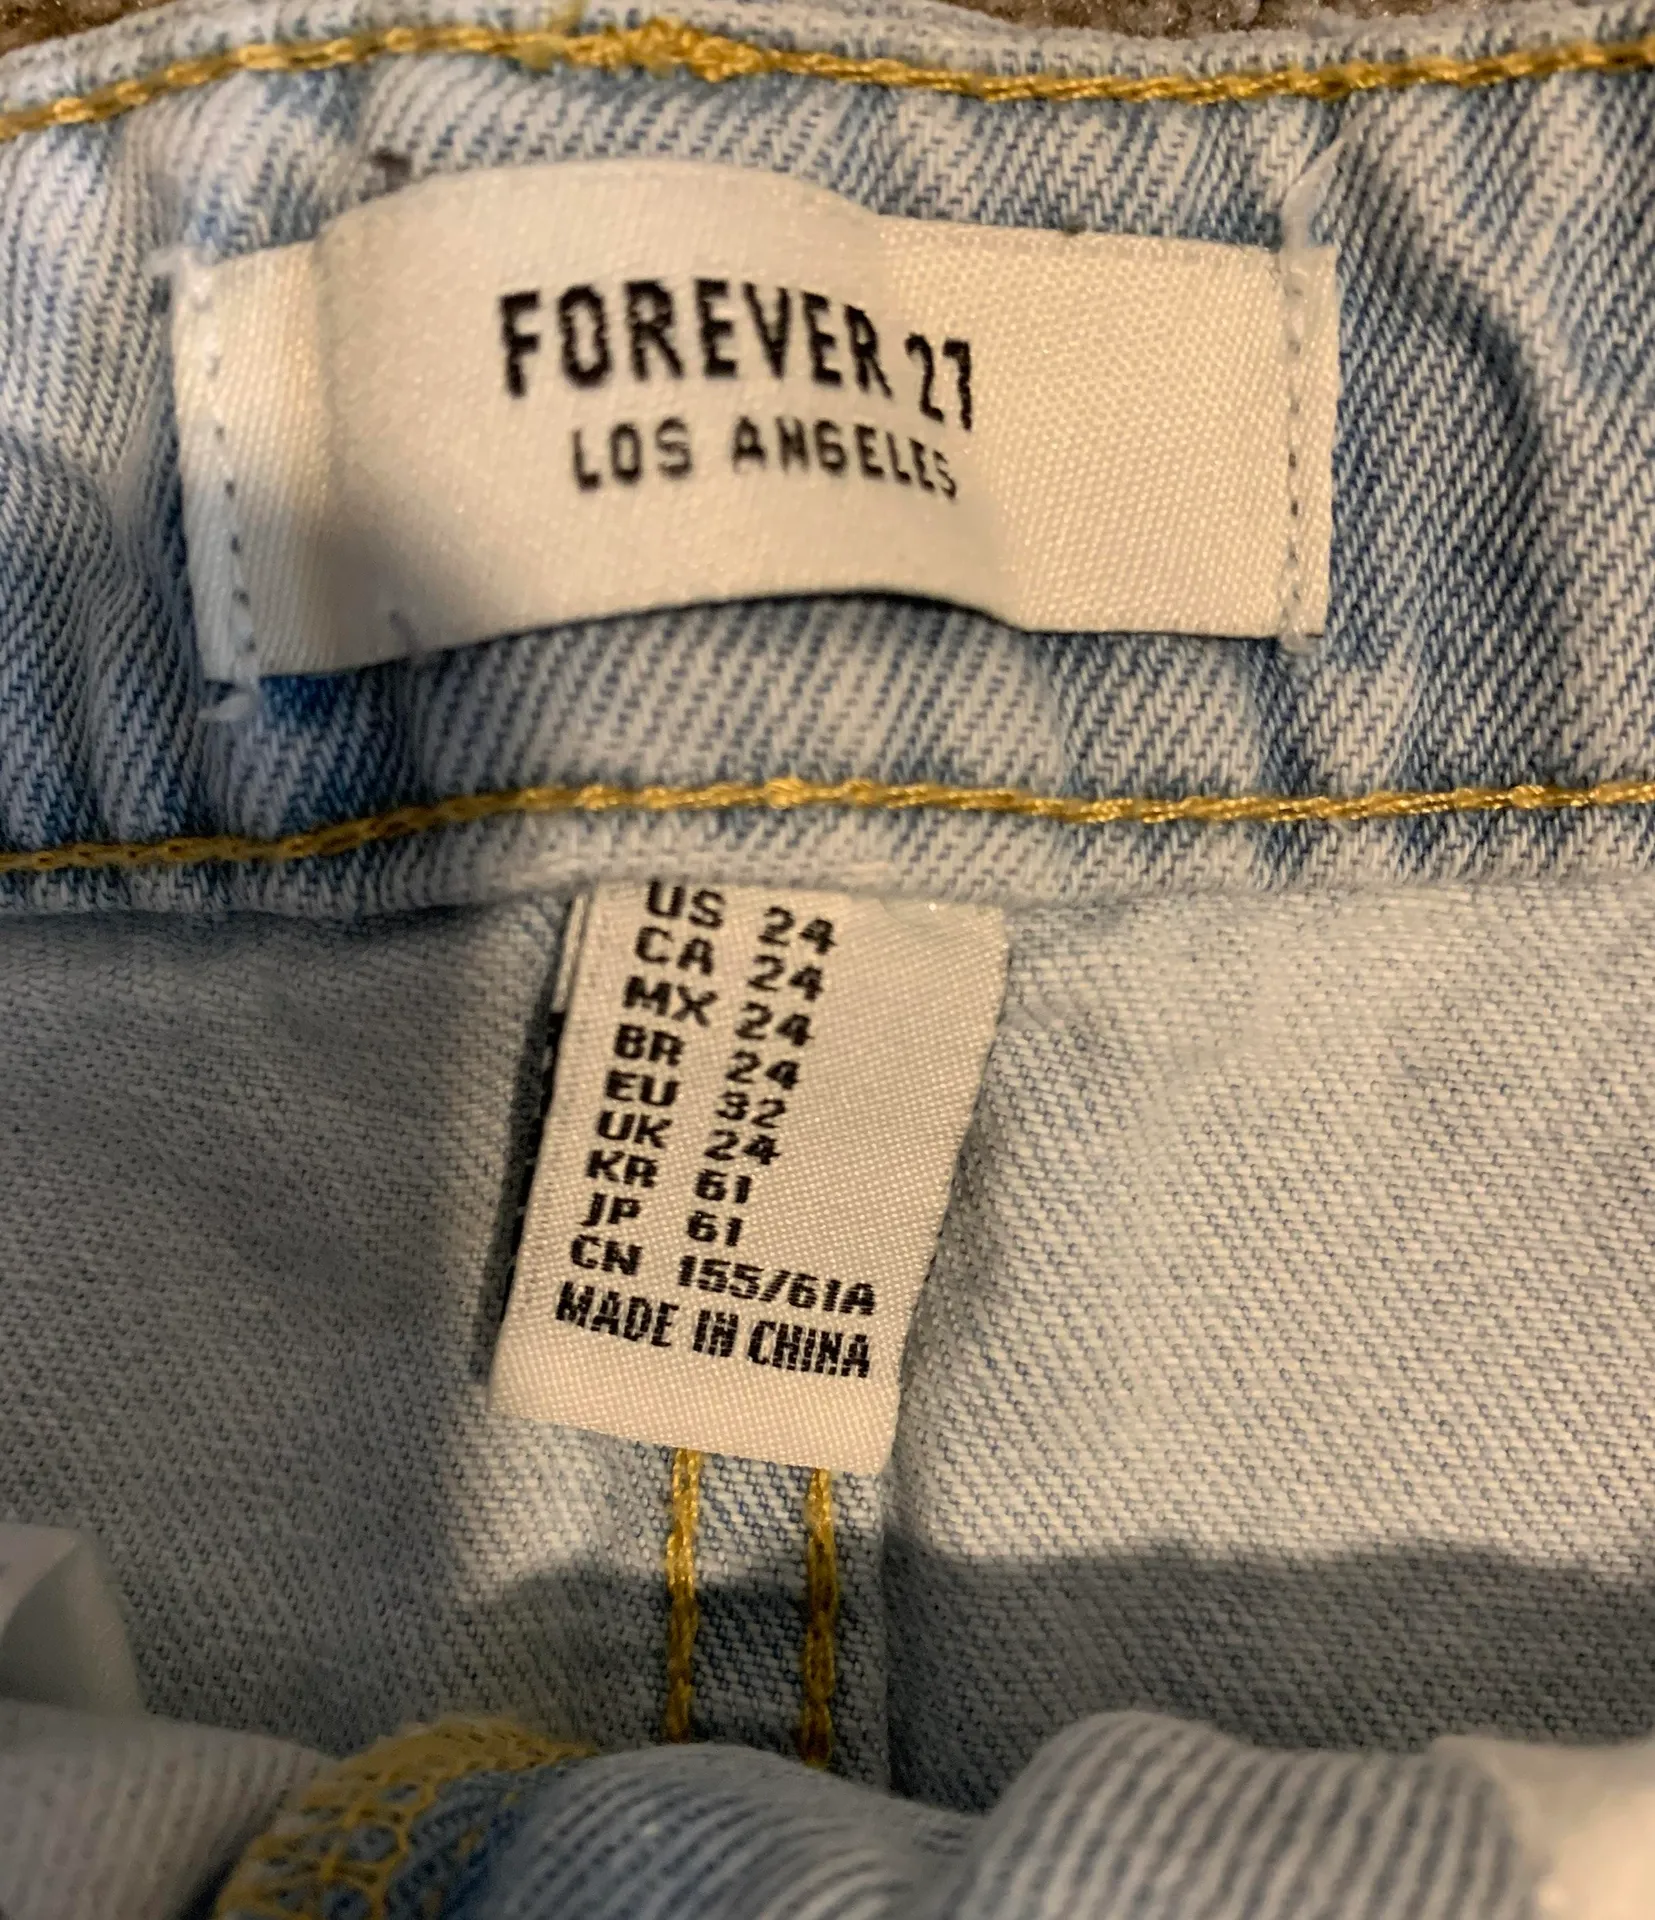 FOREVER 21
LOS ANGELES
US 24
CA 24
MX 24
BR 24
EU 32
UK 24
KR 61
JP 61
CN 155/61A
MADE IN CHINA